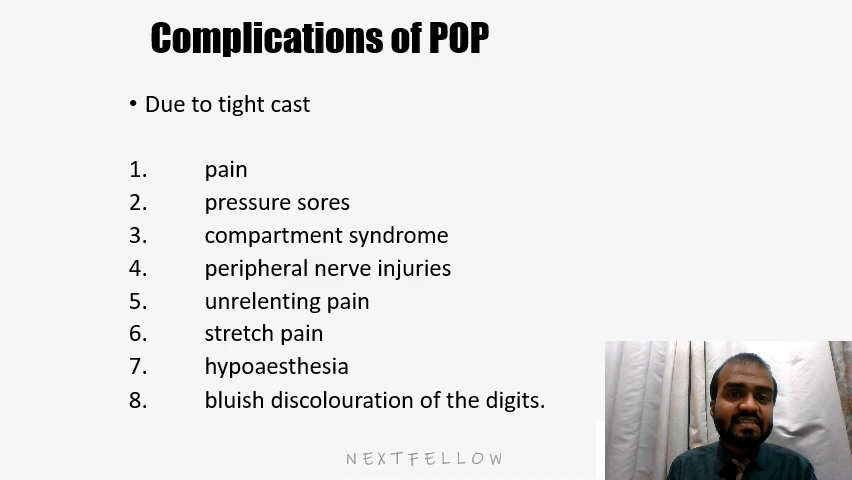 Complications of POP
• Due to tight cast
1. pain
2. pressure sores
3. compartment syndrome
4. peripheral nerve injuries
5. unrelenting pain
6. stretch pain
7. hypoaesthesia
8. bluish discolouration of the digits.
NEXTFELLOW